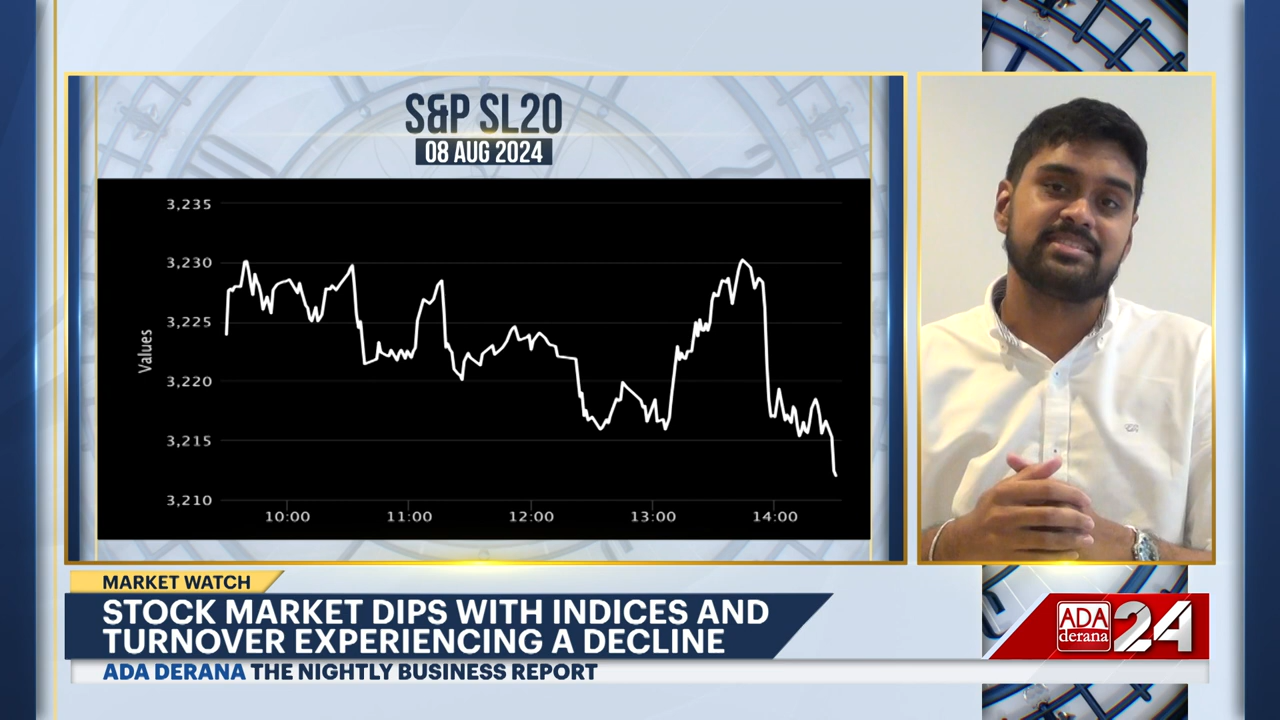 S&P SL20
08 AUG 2024
3,235
3,230
3,225
3,220
3,215
3,210
Values
10:00 11:00 12:00 13:00 14:00
MARKET WATCH
STOCK MARKET DIPS WITH INDICES AND
TURNOVER EXPERIENCING A DECLINE
ADA DERANA THE NIGHTLY BUSINESS REPORT
ADA
derana
24